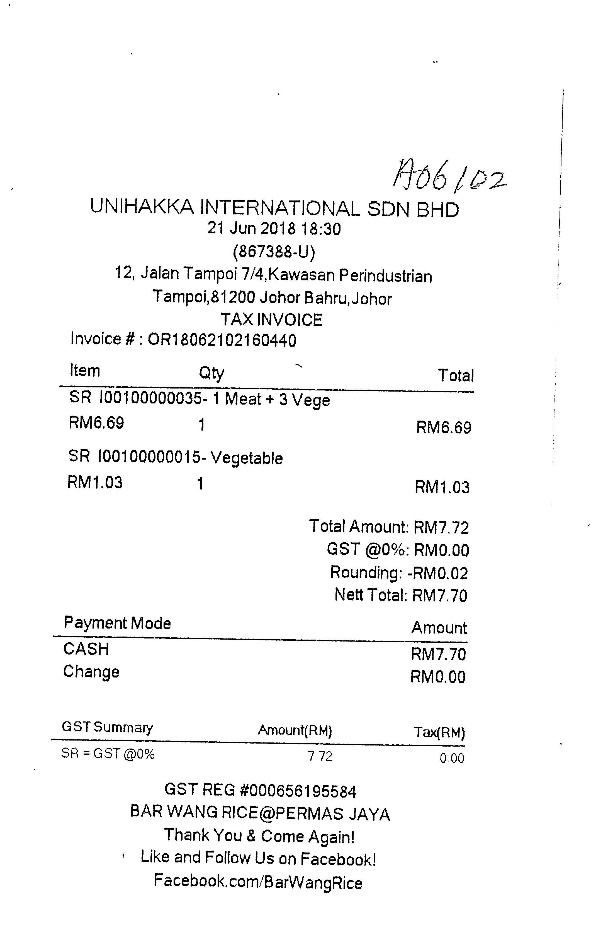 A06/02
UNIHAKKA INTERNATIONAL SDN BHD
21 Jun 2018 18:30
(867388-U)
12, Jalan Tampoi 7/4,Kawasan Perindustrian
Tampoi,81200 Johor Bahru,Johor
TAX INVOICE
Invoice # : OR18062102160440
Item Qty Total
SR I00100000035- 1 Meat + 3 Vege
RM6.69 1 RM6.69
SR I00100000015- Vegetable
RM1.03 1 RM1.03
Total Amount: RM7.72
GST @0%: RM0.00
Rounding: -RM0.02
Nett Total: RM7.70
Payment Mode Amount
CASH RM7.70
Change RM0.00
GST Summary Amount(RM) Tax(RM)
SR = GST @0% 7.72 0.00
GST REG #000656195584
BAR WANG RICE@PERMAS JAYA
Thank You & Come Again!
Like and Follow Us on Facebook!
Facebook.com/BarWangRice